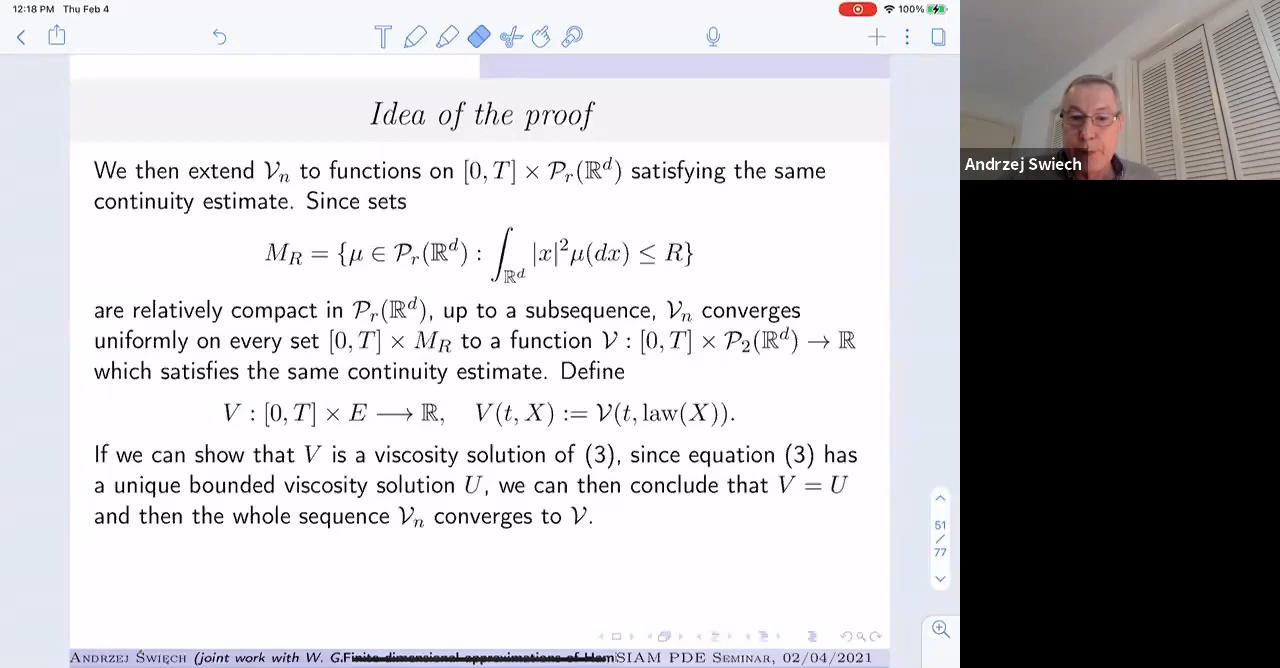 12:18 PM Thu Feb 4
100%
Andrzej Swiech
Idea of the proof
We then extend 𝒱ₙ to functions on [0, T] × 𝒫ᵣ(ℝᵈ) satisfying the same
continuity estimate. Since sets
M_R = {μ ∈ 𝒫ᵣ(ℝᵈ) : ∫_{ℝᵈ} |x|²μ(dx) ≤ R}
are relatively compact in 𝒫ᵣ(ℝᵈ), up to a subsequence, 𝒱ₙ converges
uniformly on every set [0, T] × M_R to a function 𝒱 : [0, T] × 𝒫₂(ℝᵈ) → ℝ
which satisfies the same continuity estimate. Define
V : [0, T] × E ⟶ ℝ, V(t, X) := 𝒱(t, law(X)).
If we can show that V is a viscosity solution of (3), since equation (3) has
a unique bounded viscosity solution U, we can then conclude that V = U
and then the whole sequence 𝒱ₙ converges to 𝒱.
51
/
77
Andrzej Święch (joint work with W. G.Finite dimensional approximations of HamSIAM PDE Seminar, 02/04/2021